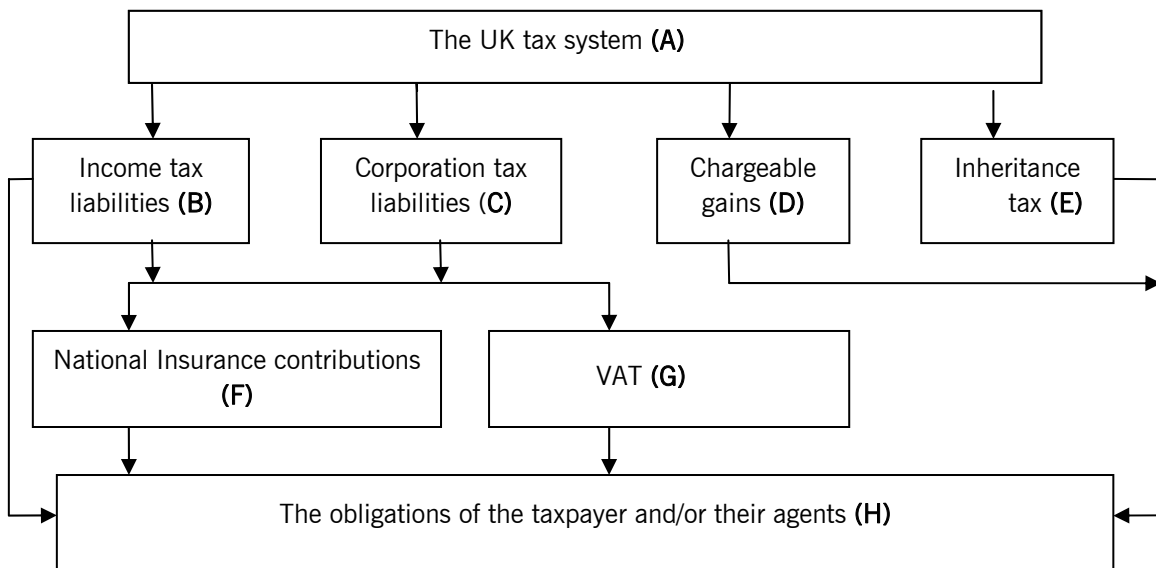 The UK tax system (A)
Income tax
liabilities (B)
Corporation tax
liabilities (C)
Chargeable
gains (D)
Inheritance
tax (E)
National Insurance contributions
(F)
VAT (G)
The obligations of the taxpayer and/or their agents (H)